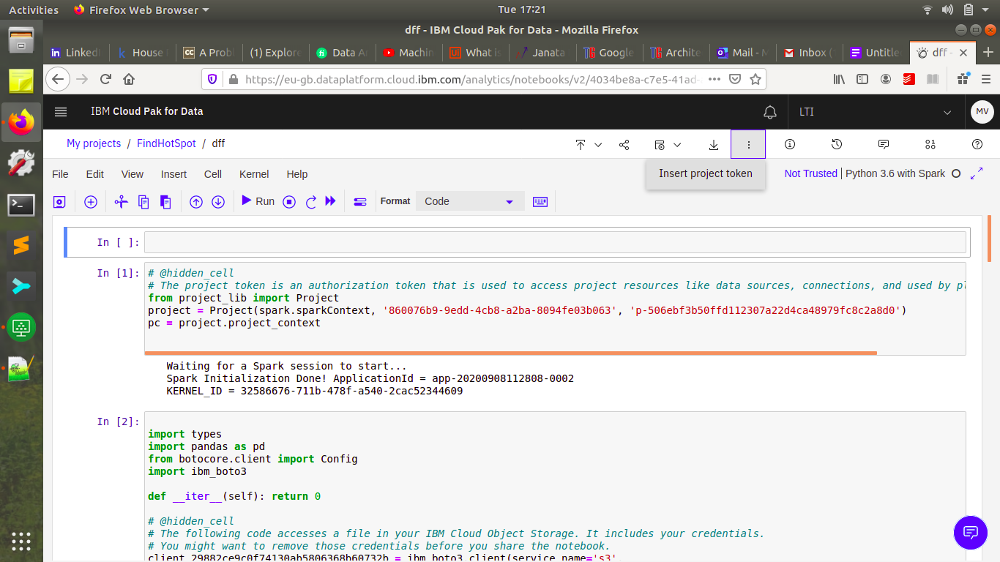 Activities Firefox Web Browser Tue 17:21
dff - IBM Cloud Pak for Data - Mozilla Firefox
Linked House A Prob (1) Explore Data A Machin What is Janata Google Archite Mail - M Inbox ( Untitle dff -
https://eu-gb.dataplatform.cloud.ibm.com/analytics/notebooks/v2/4034be8a-c7e5-41ad-
IBM Cloud Pak for Data LTI MV
My projects / FindHotSpot / dff
Insert project token
File Edit View Insert Cell Kernel Help Not Trusted Python 3.6 with Spark
Run Format Code
In [ ]:
In [1]: # @hidden_cell
# The project token is an authorization token that is used to access project resources like data sources, connections, and used by pl
from project_lib import Project
project = Project(spark.sparkContext, '860076b9-9edd-4cb8-a2ba-8094fe03b063', 'p-506ebf3b50ffd112307a22d4ca48979fc8c2a8d0')
pc = project.project_context
Waiting for a Spark session to start...
Spark Initialization Done! ApplicationId = app-20200908112808-0002
KERNEL_ID = 32586676-711b-478f-a540-2cac52344609
In [2]:
import types
import pandas as pd
from botocore.client import Config
import ibm_boto3
def __iter__(self): return 0
# @hidden_cell
# The following code accesses a file in your IBM Cloud Object Storage. It includes your credentials.
# You might want to remove those credentials before you share the notebook.
client_29882ce9c0f74130ab5806368b60732b = ibm_boto3.client(service_name='s3',